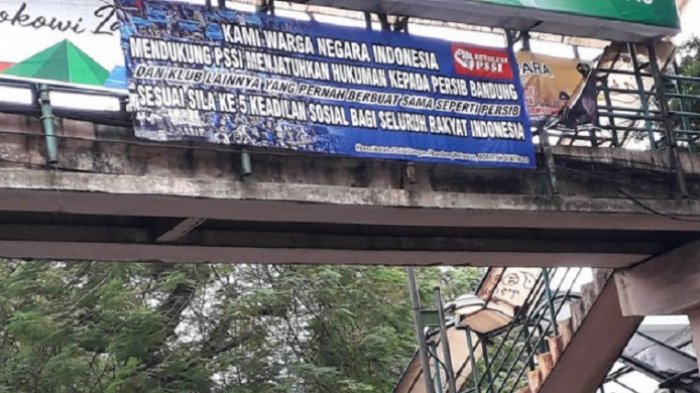 okowi
KAMI WARGA NEGARA INDONESIA
MENDUKUNG PSSI MENJATUHKAN HUKUMAN KEPADA PERSIB BANDUNG
DAN KLUB LAINNYA YANG PERNAH BERBUAT SAMA SEPERTI PERSIB
SESUAI SILA KE 5 KEADILAN SOSIAL BAGI SELURUH RAKYAT INDONESIA
REVOLUSI
PSSI
ARA